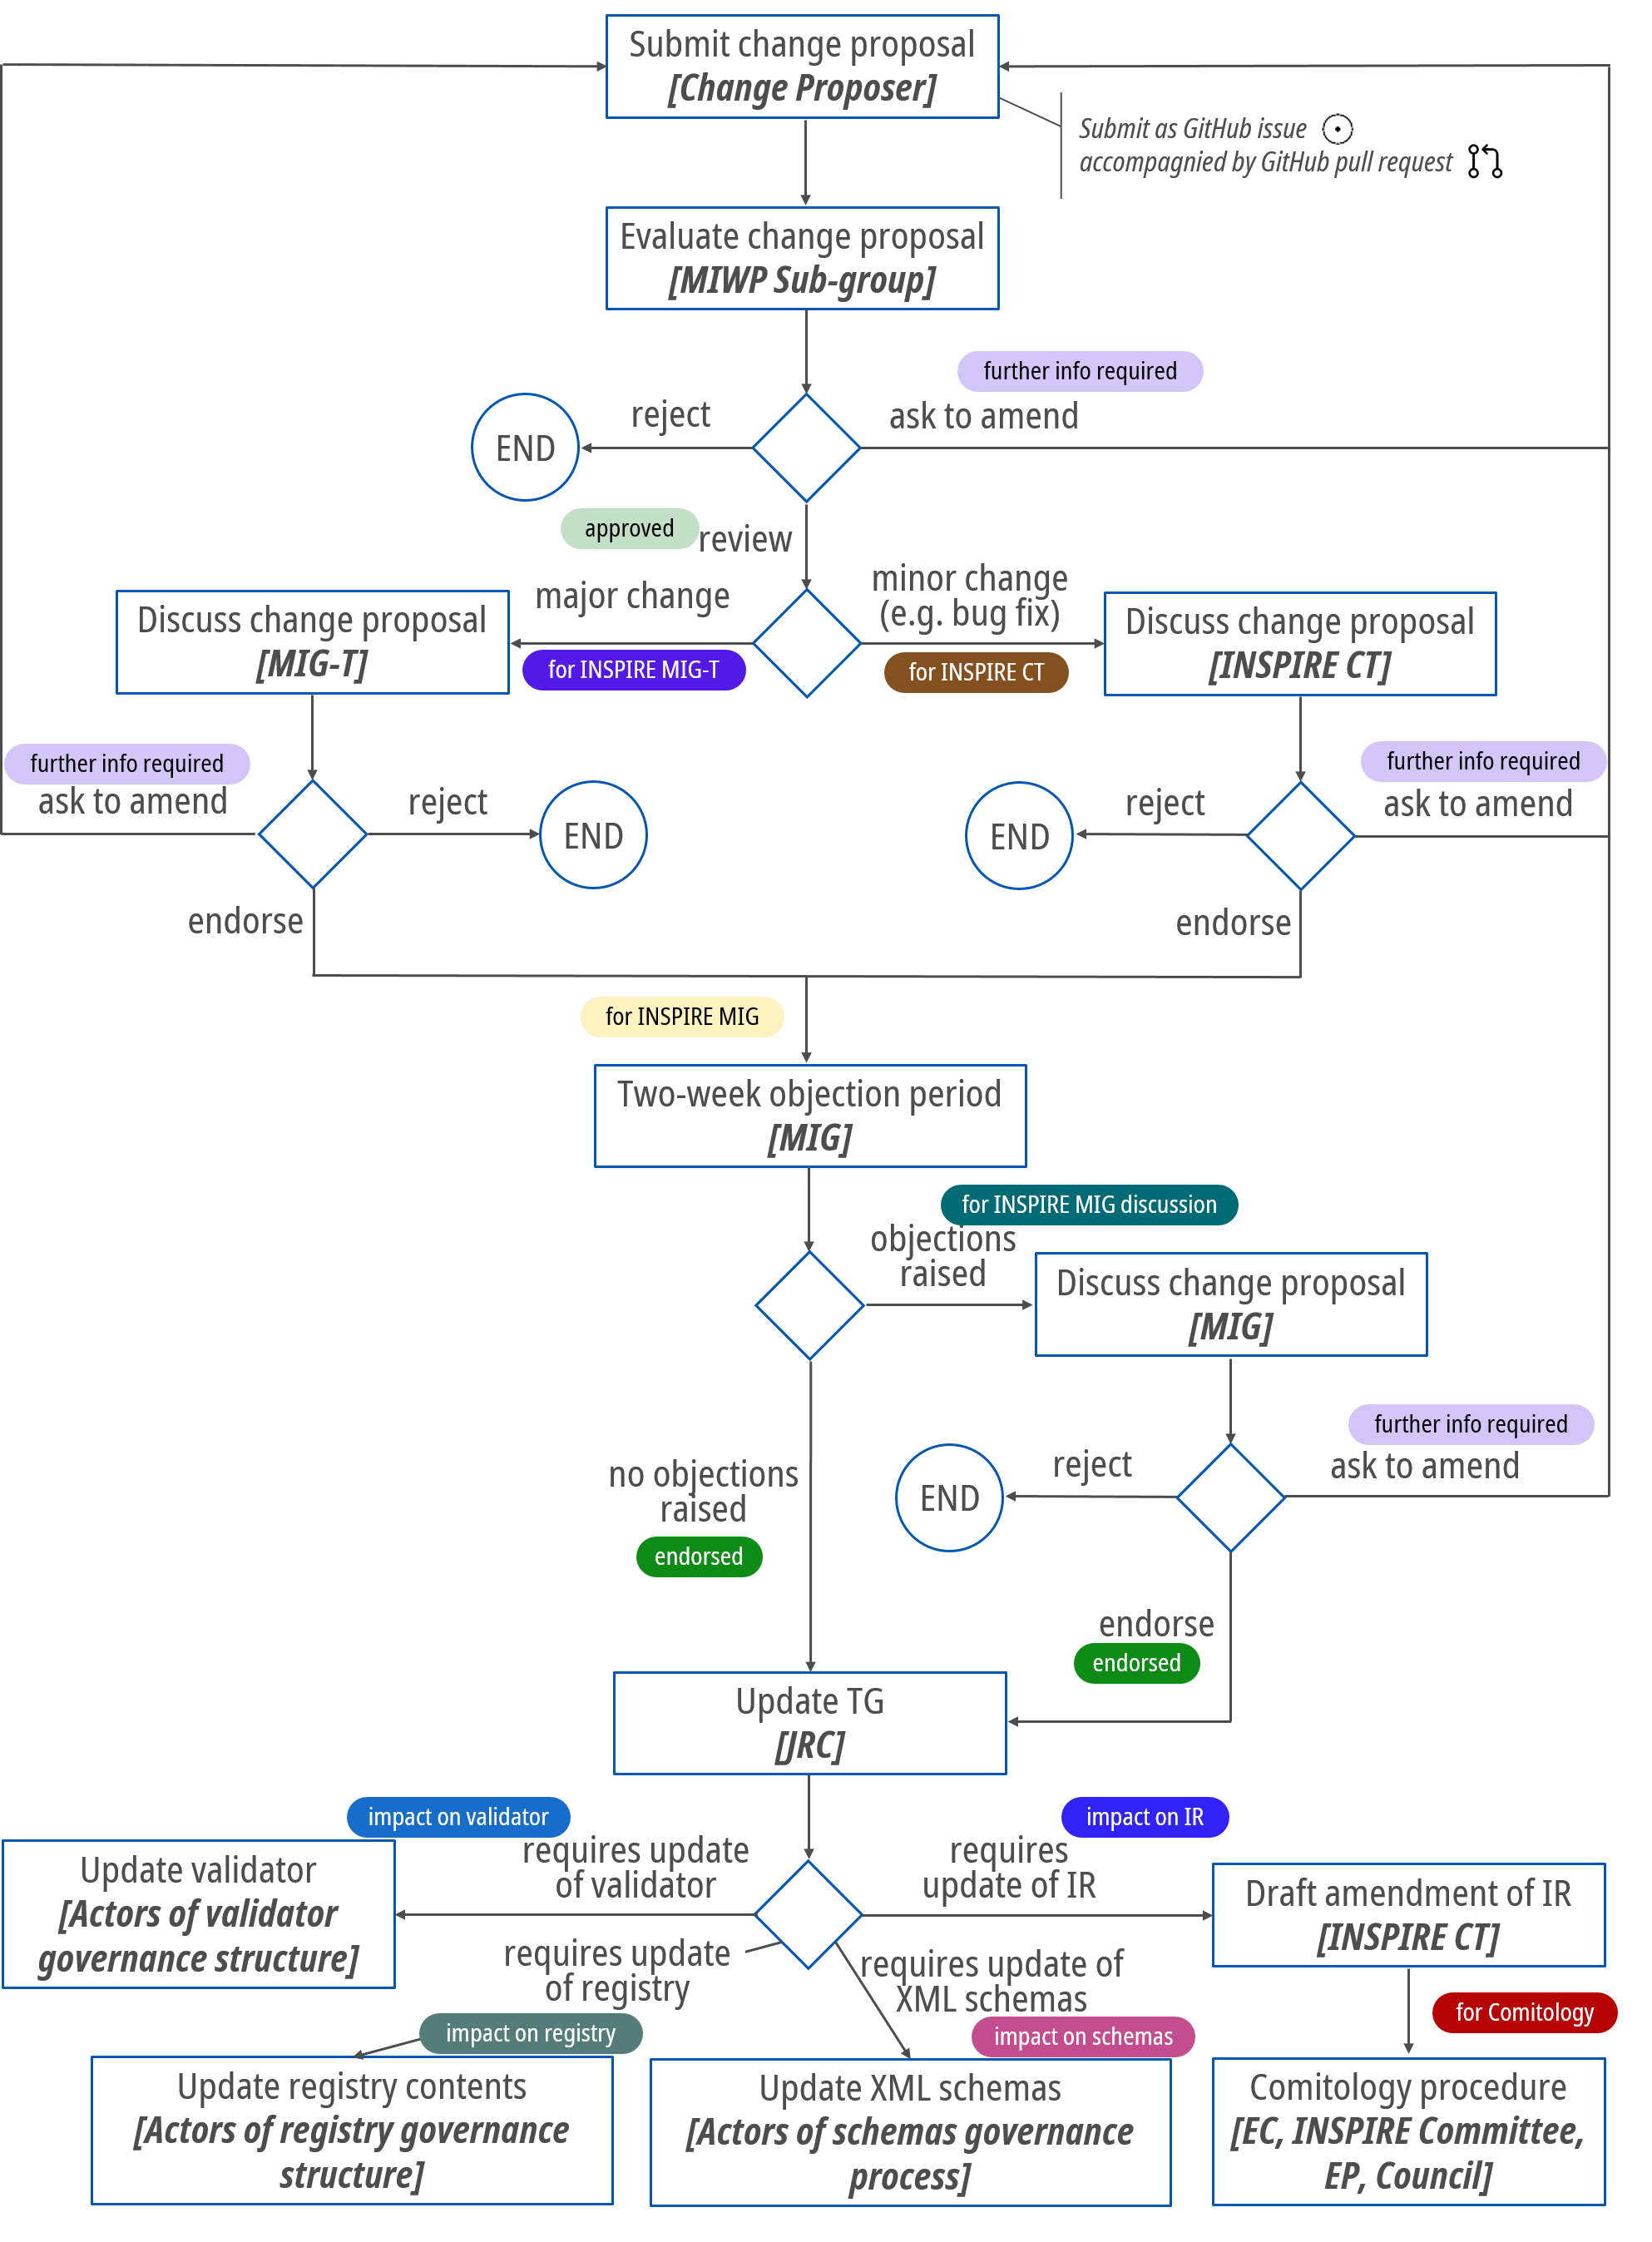 Submit change proposal
[Change Proposer]
Submit as GitHub issue
accompagnied by GitHub pull request
Evaluate change proposal
[MIWP Sub-group]
further info required
reject
ask to amend
END
approved
review
major change
minor change
(e.g. bug fix)
Discuss change proposal
[MIG-T]
for INSPIRE MIG-T
for INSPIRE CT
Discuss change proposal
[INSPIRE CT]
further info required
ask to amend
reject
END
END
reject
further info required
ask to amend
endorse
endorse
for INSPIRE MIG
Two-week objection period
[MIG]
for INSPIRE MIG discussion
objections
raised
Discuss change proposal
[MIG]
further info required
no objections
raised
endorsed
END
reject
ask to amend
endorse
endorsed
Update TG
[JRC]
impact on validator
requires update
of validator
impact on IR
requires
update of IR
Update validator
[Actors of validator
governance structure]
Draft amendment of IR
[INSPIRE CT]
requires update
of registry
requires update of
XML schemas
impact on registry
impact on schemas
for Comitology
Update registry contents
[Actors of registry governance
structure]
Update XML schemas
[Actors of schemas governance
process]
Comitology procedure
[EC, INSPIRE Committee,
EP, Council]